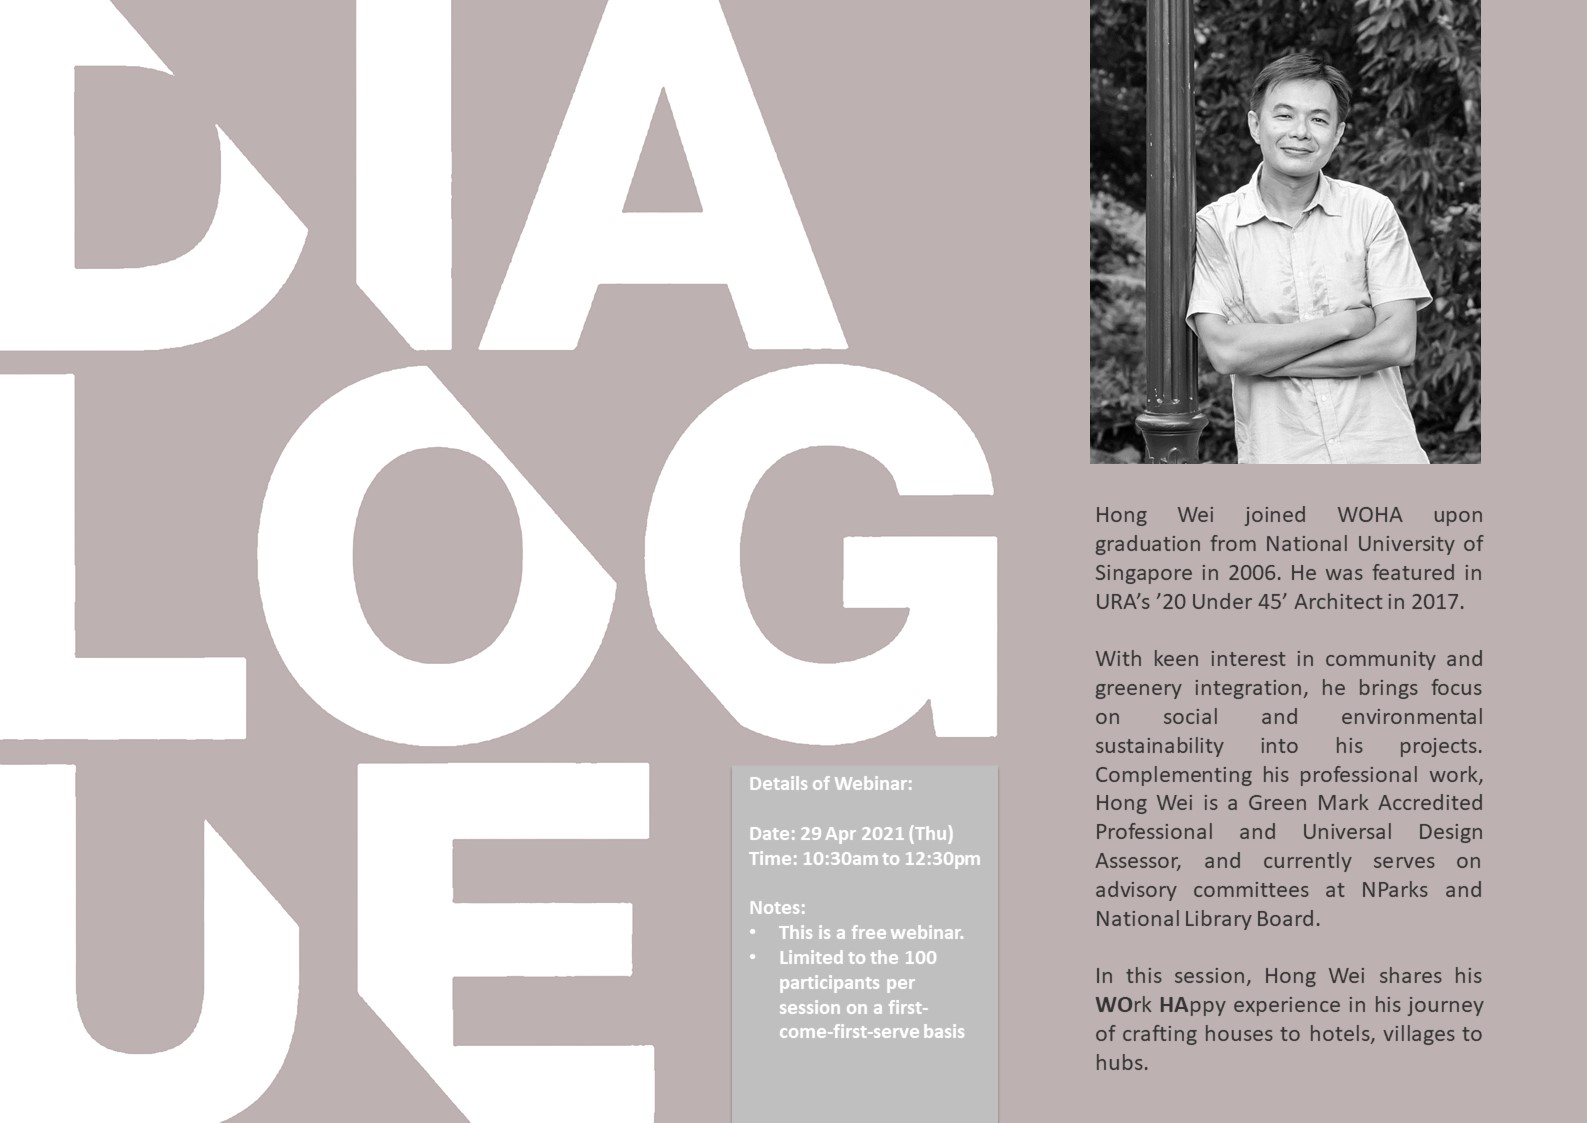 DIA
LOG
UE
Details of Webinar:
Date: 29 Apr 2021 (Thu)
Time: 10:30am to 12:30pm
Notes:
• This is a free webinar.
• Limited to the 100
participants per
session on a first-
come-first-serve basis
Hong Wei joined WOHA upon
graduation from National University of
Singapore in 2006. He was featured in
URA’s ’20 Under 45’ Architect in 2017.
With keen interest in community and
greenery integration, he brings focus
on social and environmental
sustainability into his projects.
Complementing his professional work,
Hong Wei is a Green Mark Accredited
Professional and Universal Design
Assessor, and currently serves on
advisory committees at NParks and
National Library Board.
In this session, Hong Wei shares his
WOrk HAppy experience in his journey
of crafting houses to hotels, villages to
hubs.